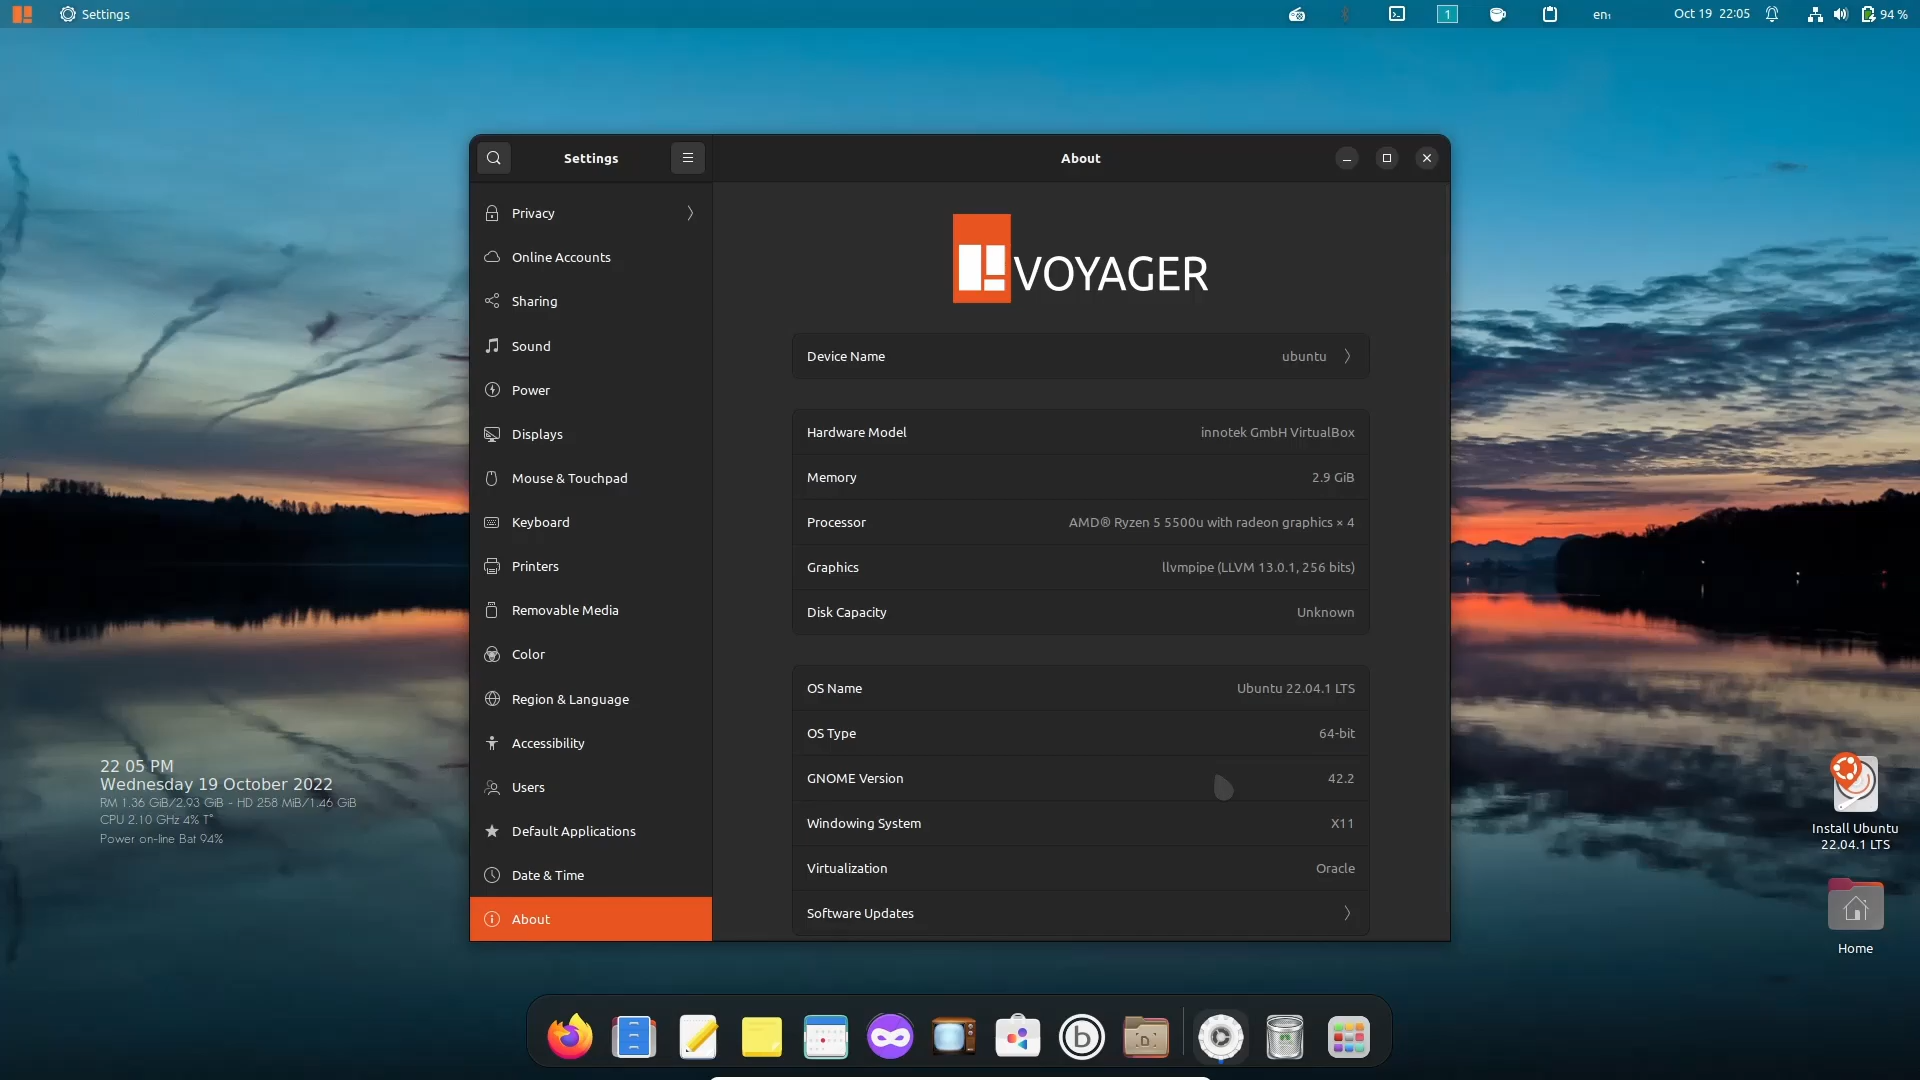 Settings
1
en₁
Oct 19 22:05
94 %
Settings
About
Privacy
Online Accounts
Sharing
Sound
Power
Displays
Mouse & Touchpad
Keyboard
Printers
Removable Media
Color
Region & Language
Accessibility
Users
Default Applications
Date & Time
About
VOYAGER
Device Name ubuntu
Hardware Model innotek GmbH VirtualBox
Memory 2.9 GiB
Processor AMD® Ryzen 5 5500u with radeon graphics × 4
Graphics llvmpipe (LLVM 13.0.1, 256 bits)
Disk Capacity Unknown
OS Name Ubuntu 22.04.1 LTS
OS Type 64-bit
GNOME Version 42.2
Windowing System X11
Virtualization Oracle
Software Updates
22 05 PM
Wednesday 19 October 2022
RM 1.36 GiB/2.93 GiB - HD 258 MiB/1.46 GiB
CPU 2.10 GHz 4% T°
Power on-line Bat 94%
Install Ubuntu
22.04.1 LTS
Home
b
D